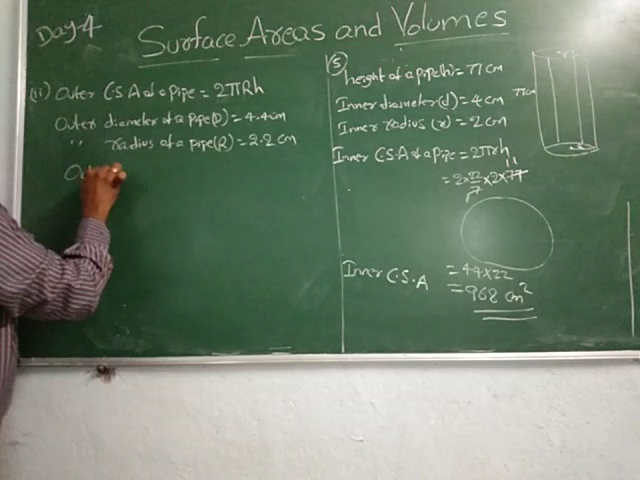 Day-4
Surface Areas and Volumes
(ii) Outer C.S.A of a pipe = 2πRh
Outer diameter of a pipe(D) = 4.4cm
" radius of a pipe(R) = 2.2 cm
Ou
(5)
height of a pipe(h) = 77 cm
Inner diameter (d) = 4 cm
Inner radius (r) = 2 cm
Inner C.S.A of a pipe = 2πrh
= 2×22/7×2×77
11
Inner C.S.A = 44×22
= 968 cm²
77cm